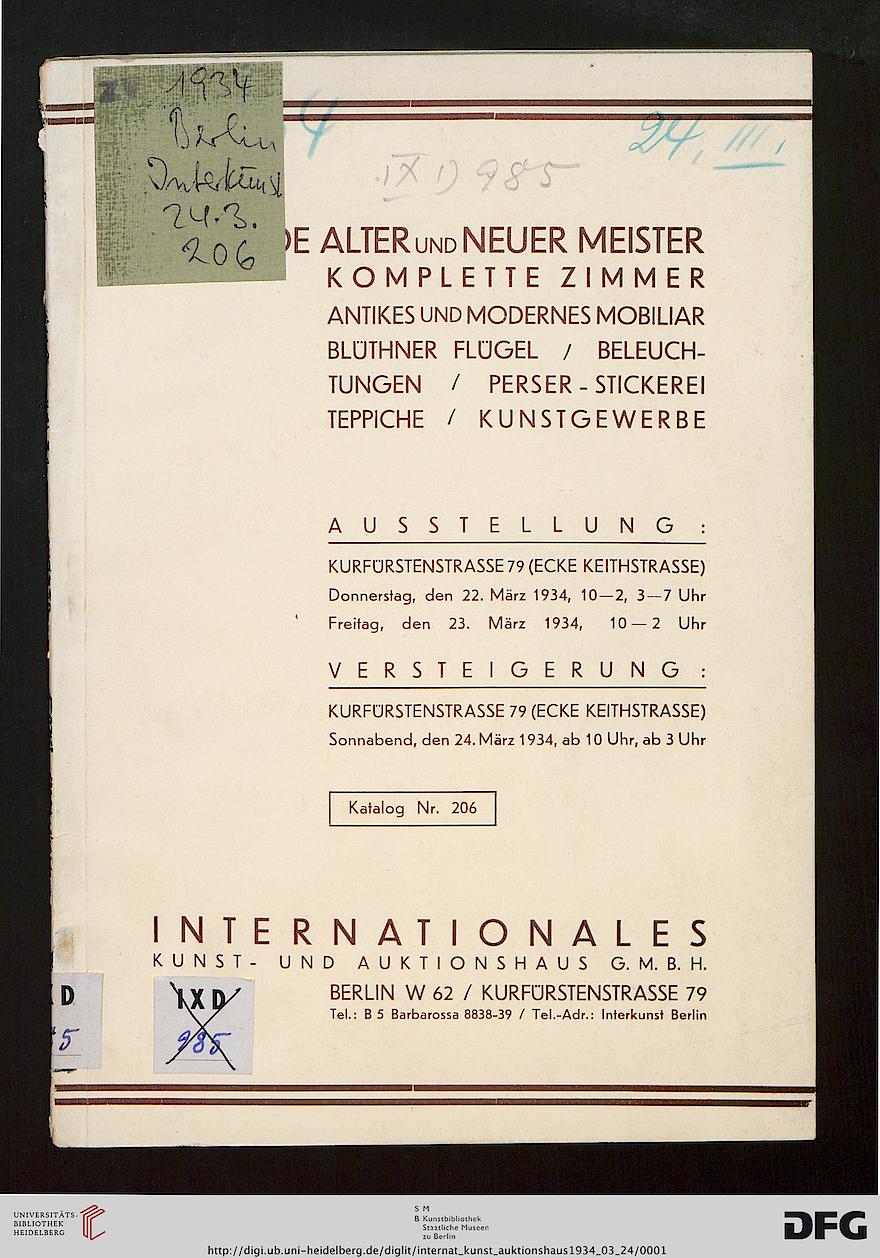 1934
Berlin
Interkunst
24.3.
206
4
24. III.
IX D 985
DE ALTER UND NEUER MEISTER
KOMPLETTE ZIMMER
ANTIKES UND MODERNES MOBILIAR
BLÜTHNER FLÜGEL / BELEUCH-
TUNGEN / PERSER-STICKEREI
TEPPICHE / KUNSTGEWERBE
AUSSTELLUNG:
KURFÜRSTENSTRASSE 79 (ECKE KEITHSTRASSE)
Donnerstag, den 22. März 1934, 10—2, 3—7 Uhr
Freitag, den 23. März 1934, 10—2 Uhr
VERSTEIGERUNG:
KURFÜRSTENSTRASSE 79 (ECKE KEITHSTRASSE)
Sonnabend, den 24. März 1934, ab 10 Uhr, ab 3 Uhr
Katalog Nr. 206
INTERNATIONALES
KUNST- UND AUKTIONSHAUS G.M.B.H.
BERLIN W 62 / KURFÜRSTENSTRASSE 79
Tel.: B 5 Barbarossa 8838-39 / Tel.-Adr.: Interkunst Berlin
D
5
IXD
985
UNIVERSITÄTS-
BIBLIOTHEK
HEIDELBERG
S M
B Kunstbibliothek
Staatliche Museen
zu Berlin
DFG
http://digi.ub.uni-heidelberg.de/diglit/internat_kunst_auktionshaus1934_03_24/0001